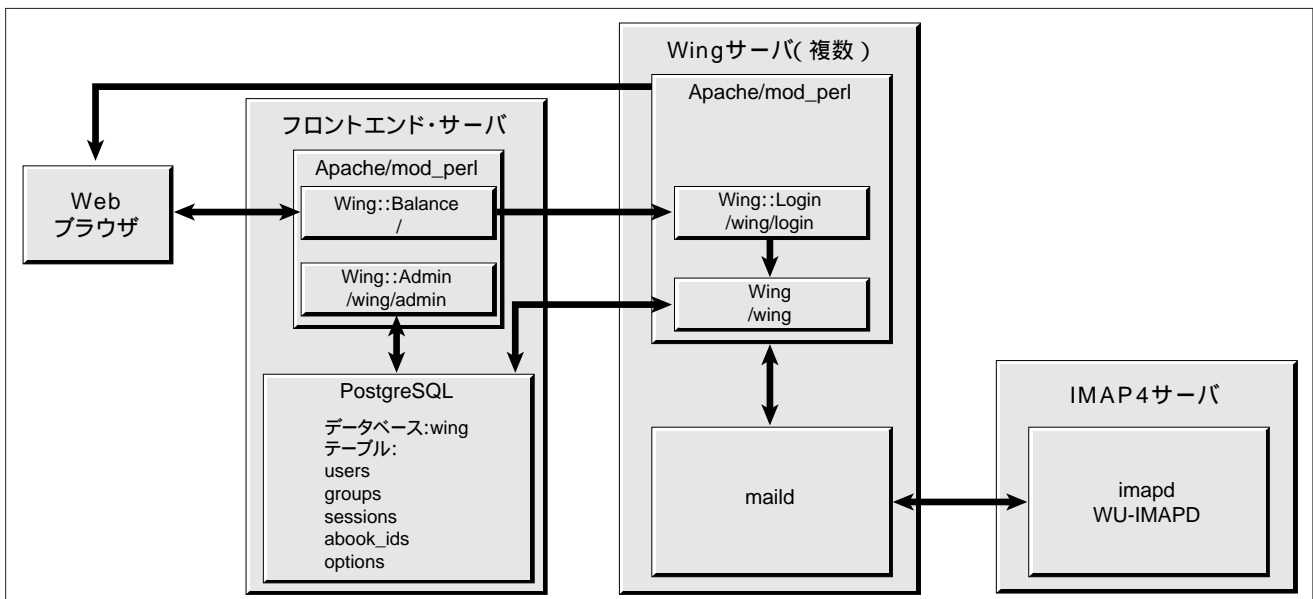 Web
ブラウザ
フロントエンド・サーバ
Apache/mod_perl
Wing::Balance
/
Wing::Admin
/wing/admin
PostgreSQL
データベース:wing
テーブル:
users
groups
sessions
abook_ids
options
Wingサーバ(複数)
Apache/mod_perl
Wing::Login
/wing/login
Wing
/wing
maild
IMAP4サーバ
imapd
WU-IMAPD